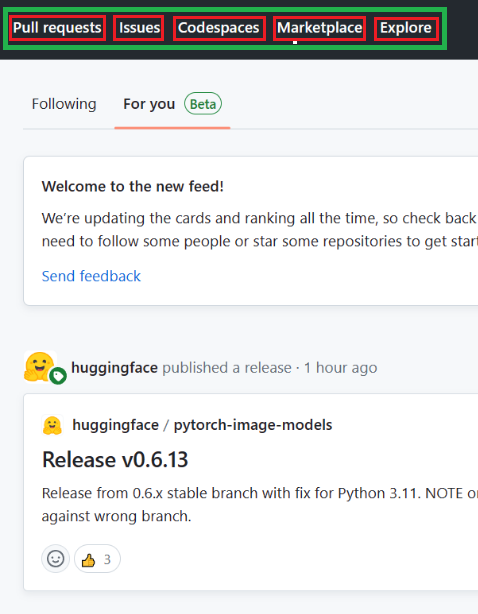 Pull requests Issues Codespaces Marketplace Explore
Following For you Beta
Welcome to the new feed!
We're updating the cards and ranking all the time, so check back
need to follow some people or star some repositories to get
Send feedback
huggingface published a release · 1 hour ago
huggingface / pytorch-image-models
Release v0.6.13
Release from 0.6.x stable branch with fix for Python 3.11. NOTE
against wrong branch.
3